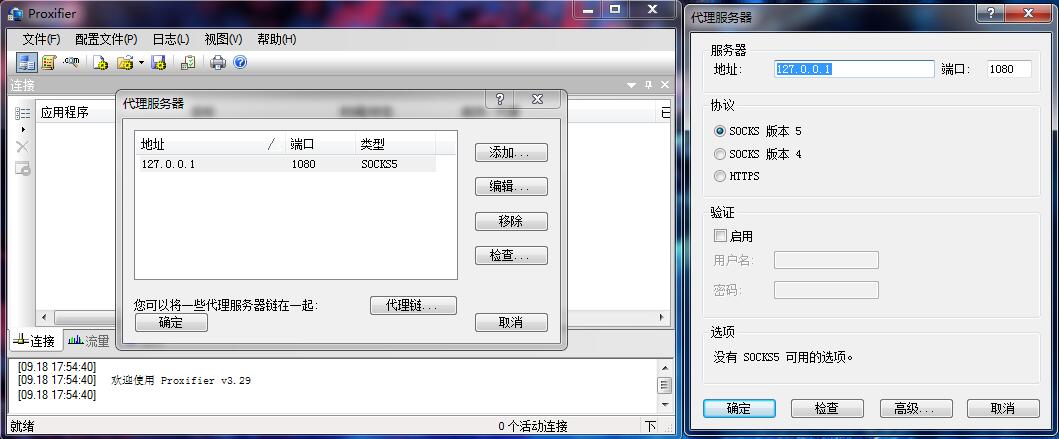 Proxifier
文件(F) 配置文件(P) 日志(L) 视图(V) 帮助(H)
.com
连接
应用程序
代理服务器
地址 / 端口 类型
127.0.0.1 1080 SOCKS5
添加...
编辑...
移除
检查...
您可以将一些代理服务器链在一起:
代理链...
确定
取消
连接 流量
[09.18 17:54:40]
[09.18 17:54:40] 欢迎使用 Proxifier v3.29
[09.18 17:54:40]
就绪 0 个活动连接 下
代理服务器
服务器
地址: 127.0.0.1 端口: 1080
协议
SOCKS 版本 5
SOCKS 版本 4
HTTPS
验证
启用
用户名:
密码:
选项
没有 SOCKS5 可用的选项。
确定 检查 高级... 取消